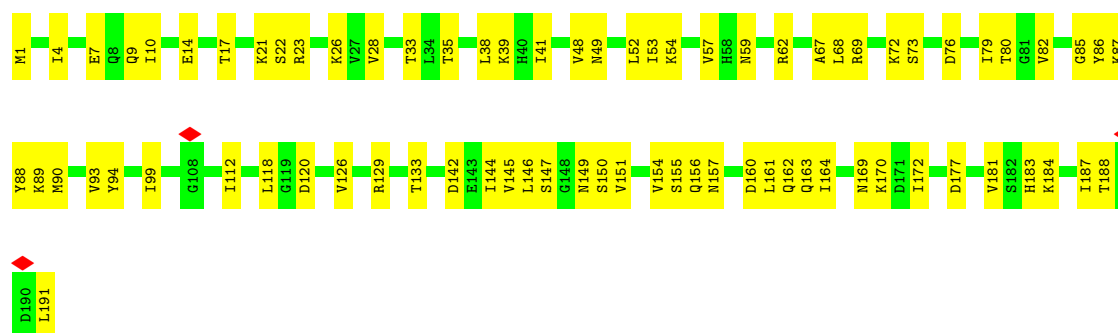 M1 I4 E7 Q8 Q9 I10 E14 T17 K21 S22 R23 K26 V27 V28 T33 L34 T35 L38 K39 H40 I41 V48 N49 L52 I53 K54 V57 H58 N59 R62 A67 L68 R69 K72 S73 D76 I79 T80 G81 V82 G85 Y86 K87
Y88 K89 M90 V93 Y94 I99 G108 I112 L118 G119 D120 V126 R129 T133 D142 E143 I144 V145 L146 S147 G148 N149 S150 V151 V154 S155 Q156 N157 D160 L161 Q162 Q163 I164 N169 K170 D171 I172 D177 V181 S182 H183 K184 I187 T188
D190 L191